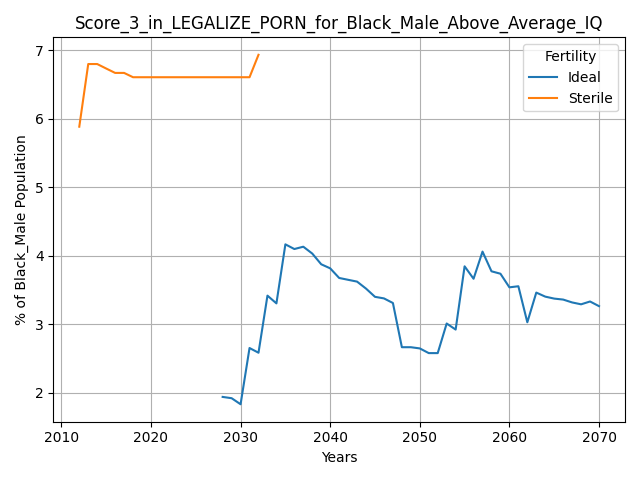 Score_3_in_LEGALIZE_PORN_for_Black_Male_Above_Average_IQ
Fertility
Ideal
Sterile
% of Black_Male Population
7
6
5
4
3
2
2010 2020 2030 2040 2050 2060 2070
Years